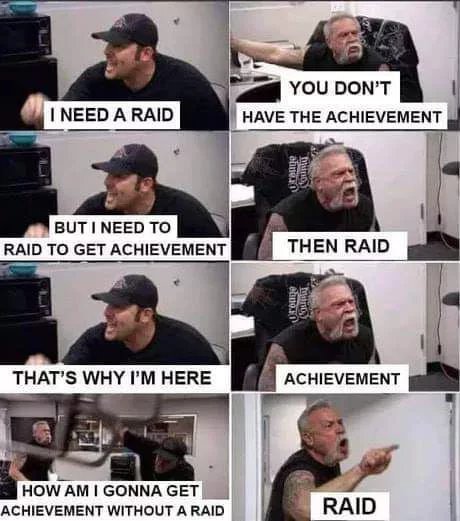 I NEED A RAID
YOU DON'T
HAVE THE ACHIEVEMENT
BUT I NEED TO
RAID TO GET ACHIEVEMENT
THEN RAID
THAT'S WHY I'M HERE
ACHIEVEMENT
HOW AM I GONNA GET
ACHIEVEMENT WITHOUT A RAID
RAID